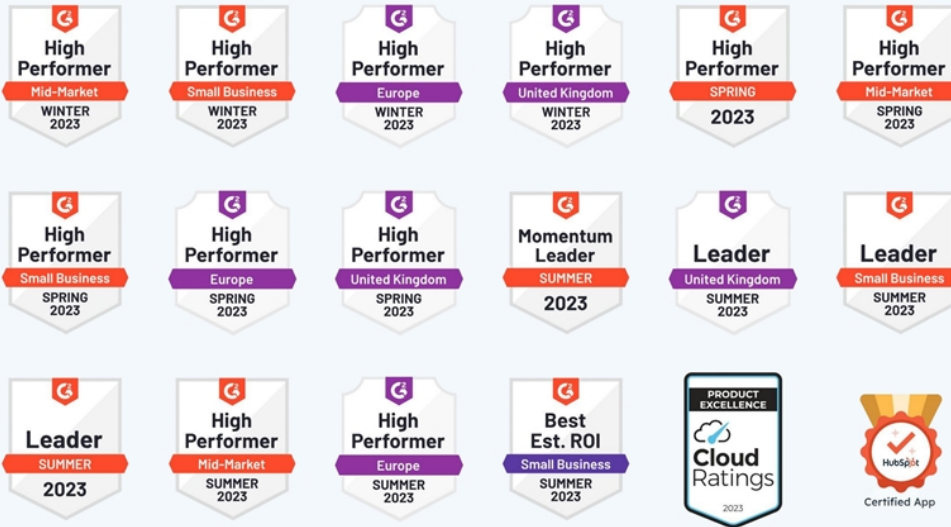 High
Performer
Mid-Market
WINTER
2023
High
Performer
Small Business
WINTER
2023
High
Performer
Europe
WINTER
2023
High
Performer
United Kingdom
WINTER
2023
High
Performer
SPRING
2023
High
Performer
Mid-Market
SPRING
2023
High
Performer
Small Business
SPRING
2023
High
Performer
Europe
SPRING
2023
High
Performer
United Kingdom
SPRING
2023
Momentum
Leader
SUMMER
2023
Leader
United Kingdom
SUMMER
2023
Leader
Small Business
SUMMER
2023
Leader
SUMMER
2023
High
Performer
Mid-Market
SUMMER
2023
High
Performer
Europe
SUMMER
2023
Best
Est. ROI
Small Business
SUMMER
2023
PRODUCT
EXCELLENCE
Cloud
Ratings
2023
HubSpot
Certified App